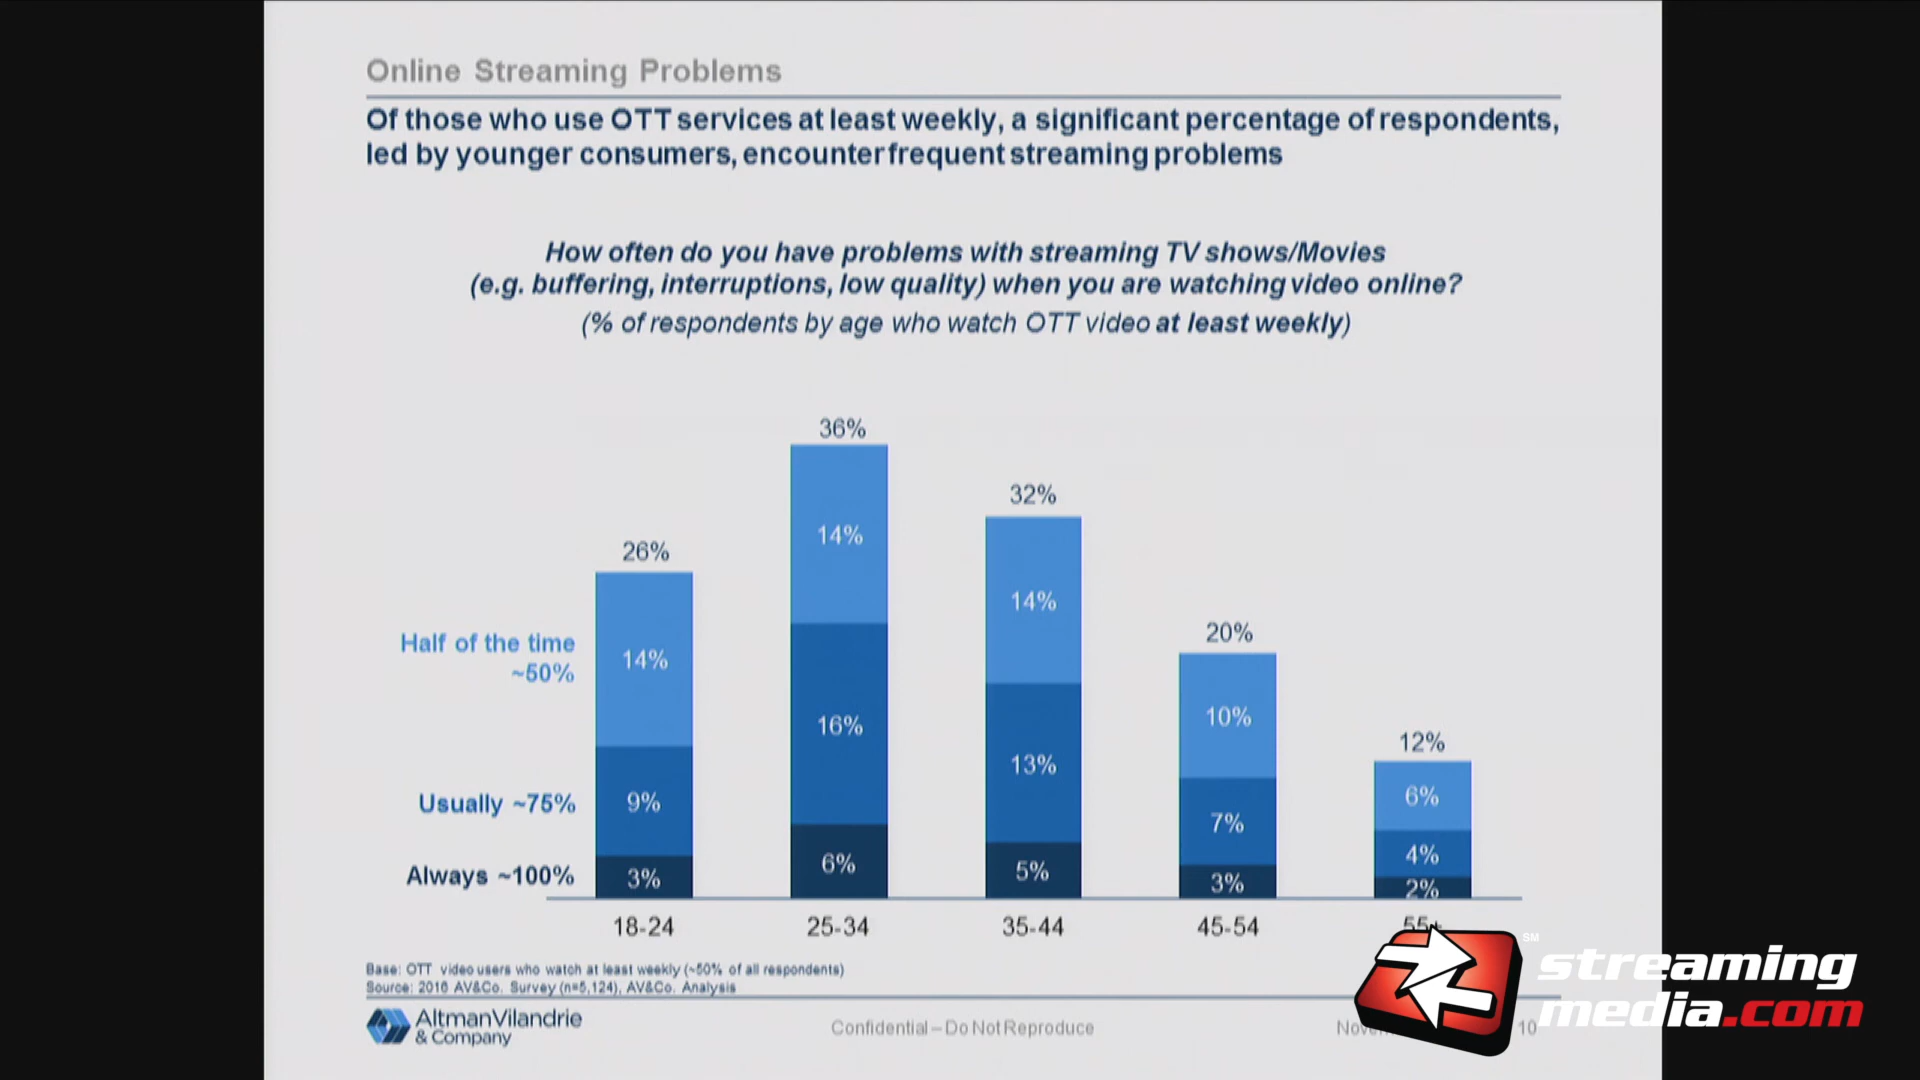 Online Streaming Problems
Of those who use OTT services at least weekly, a significant percentage of respondents,
led by younger consumers, encounter frequent streaming problems
How often do you have problems with streaming TV shows/Movies
(e.g. buffering, interruptions, low quality) when you are watching video online?
(% of respondents by age who watch OTT video at least weekly)
36%
32%
26%
20%
12%
Half of the time
~50%
14%
14%
14%
10%
6%
Usually ~75%
9%
16%
13%
7%
4%
Always ~100%
3%
6%
5%
3%
2%
18-24
25-34
35-44
45-54
55+
Base: OTT video users who watch at least weekly (~50% of all respondents)
Source: 2016 AV&Co. Survey (n=5,124), AV&Co. Analysis
AltmanVilandrie
& Company
Confidential – Do Not Reproduce
10
SM
streaming
media.com